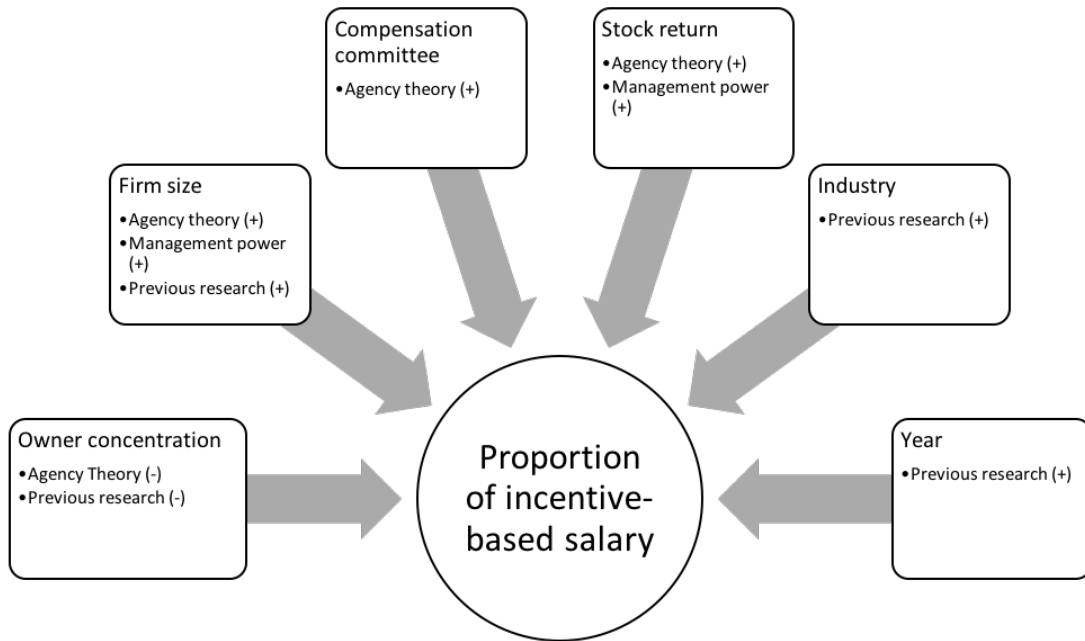 Compensation
committee
•Agency theory (+)
Stock return
•Agency theory (+)
•Management power
(+)
Firm size
•Agency theory (+)
•Management power
(+)
•Previous research (+)
Industry
•Previous research (+)
Owner concentration
•Agency Theory (-)
•Previous research (-)
Proportion
of incentive-
based salary
Year
•Previous research (+)